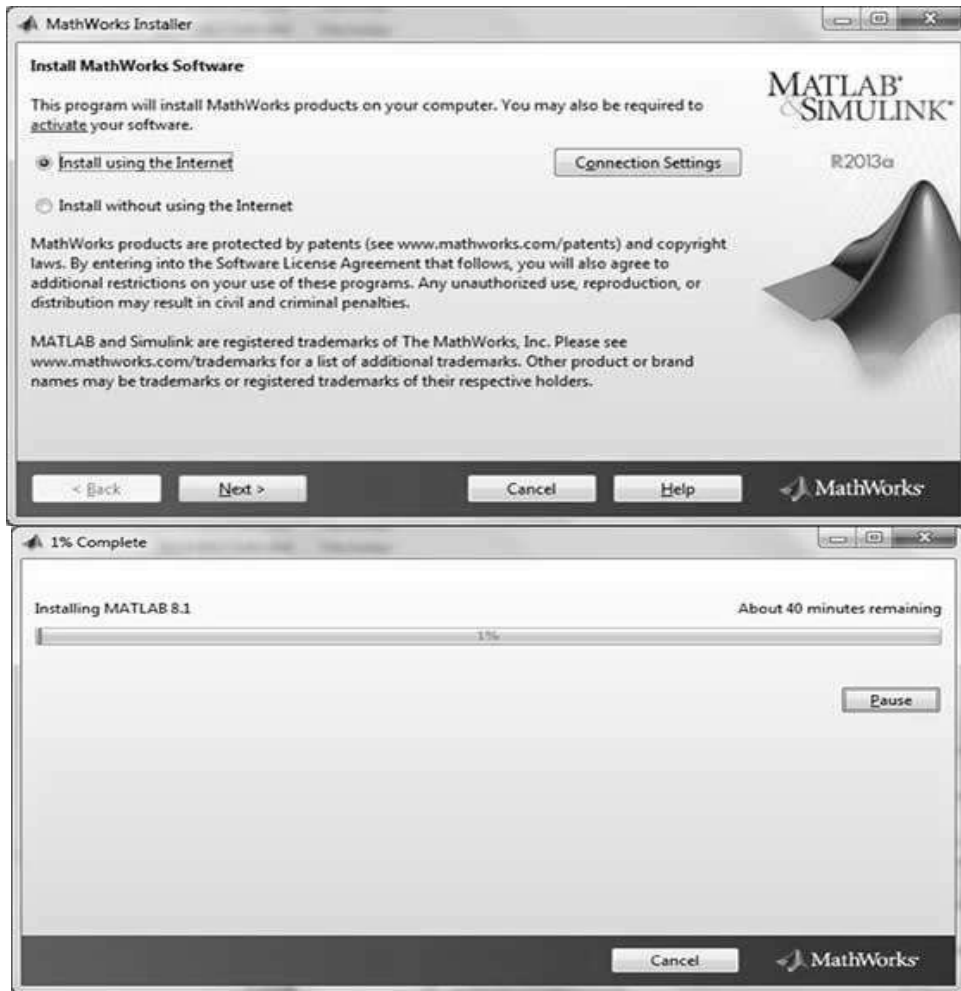 MathWorks Installer
Install MathWorks Software
This program will install MathWorks products on your computer. You may also be required to
activate your software.
Install using the Internet
Connection Settings
Install without using the Internet
MathWorks products are protected by patents (see www.mathworks.com/patents) and copyright
laws. By entering into the Software License Agreement that follows, you will also agree to
additional restrictions on your use of these programs. Any unauthorized use, reproduction, or
distribution may result in civil and criminal penalties.
MATLAB and Simulink are registered trademarks of The MathWorks, Inc. Please see
www.mathworks.com/trademarks for a list of additional trademarks. Other product or brand
names may be trademarks or registered trademarks of their respective holders.
MATLAB®
&SIMULINK®
R2013a
< Back
Next >
Cancel
Help
MathWorks®
1% Complete
Installing MATLAB 8.1
About 40 minutes remaining
1%
Pause
Cancel
MathWorks®